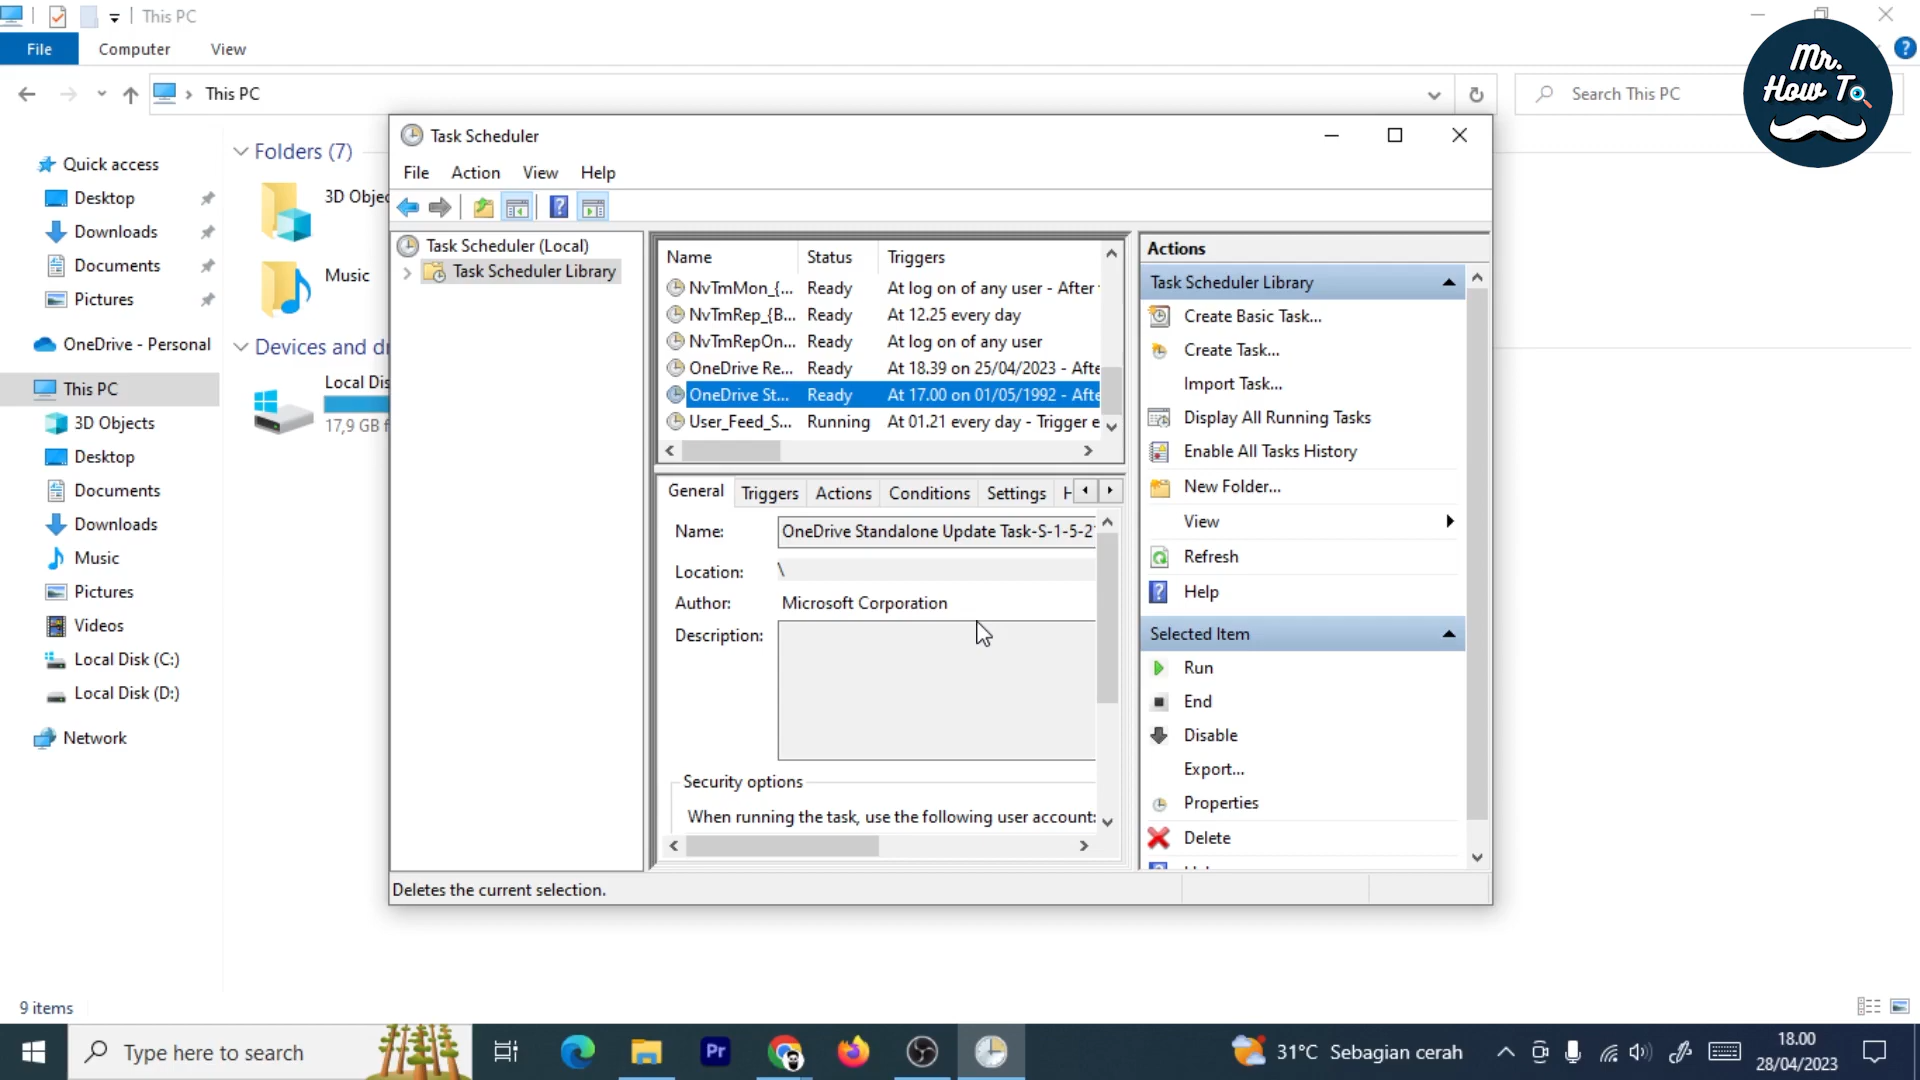 This PC
File
Computer
View
This PC
Search This PC
Mr.
How To
Quick access
Desktop
Downloads
Documents
Pictures
OneDrive - Personal
This PC
3D Objects
Desktop
Documents
Downloads
Music
Pictures
Videos
Local Disk (C:)
Local Disk (D:)
Network
Folders (7)
3D Objec
Music
Devices and
Local Dis
17,9 GB f
Task Scheduler
File
Action
View
Help
Task Scheduler (Local)
Task Scheduler Library
Name Status Triggers
NvTmMon_{... Ready At log on of any user - After
NvTmRep_{B... Ready At 12.25 every day
NvTmRepOn... Ready At log on of any user
OneDrive Re... Ready At 18.39 on 25/04/2023 - Afte
OneDrive St... Ready At 17.00 on 01/05/1992 - Afte
User_Feed_S... Running At 01.21 every day - Trigger e
General
Triggers
Actions
Conditions
Settings
H
Name: OneDrive Standalone Update Task-S-1-5-2
Location: \
Author: Microsoft Corporation
Description:
Security options
When running the task, use the following user account:
Actions
Task Scheduler Library
Create Basic Task...
Create Task...
Import Task...
Display All Running Tasks
Enable All Tasks History
New Folder...
View
Refresh
Help
Selected Item
Run
End
Disable
Export...
Properties
Delete
Deletes the current selection.
9 items
Type here to search
Pr
31°C Sebagian cerah
18.00
28/04/2023